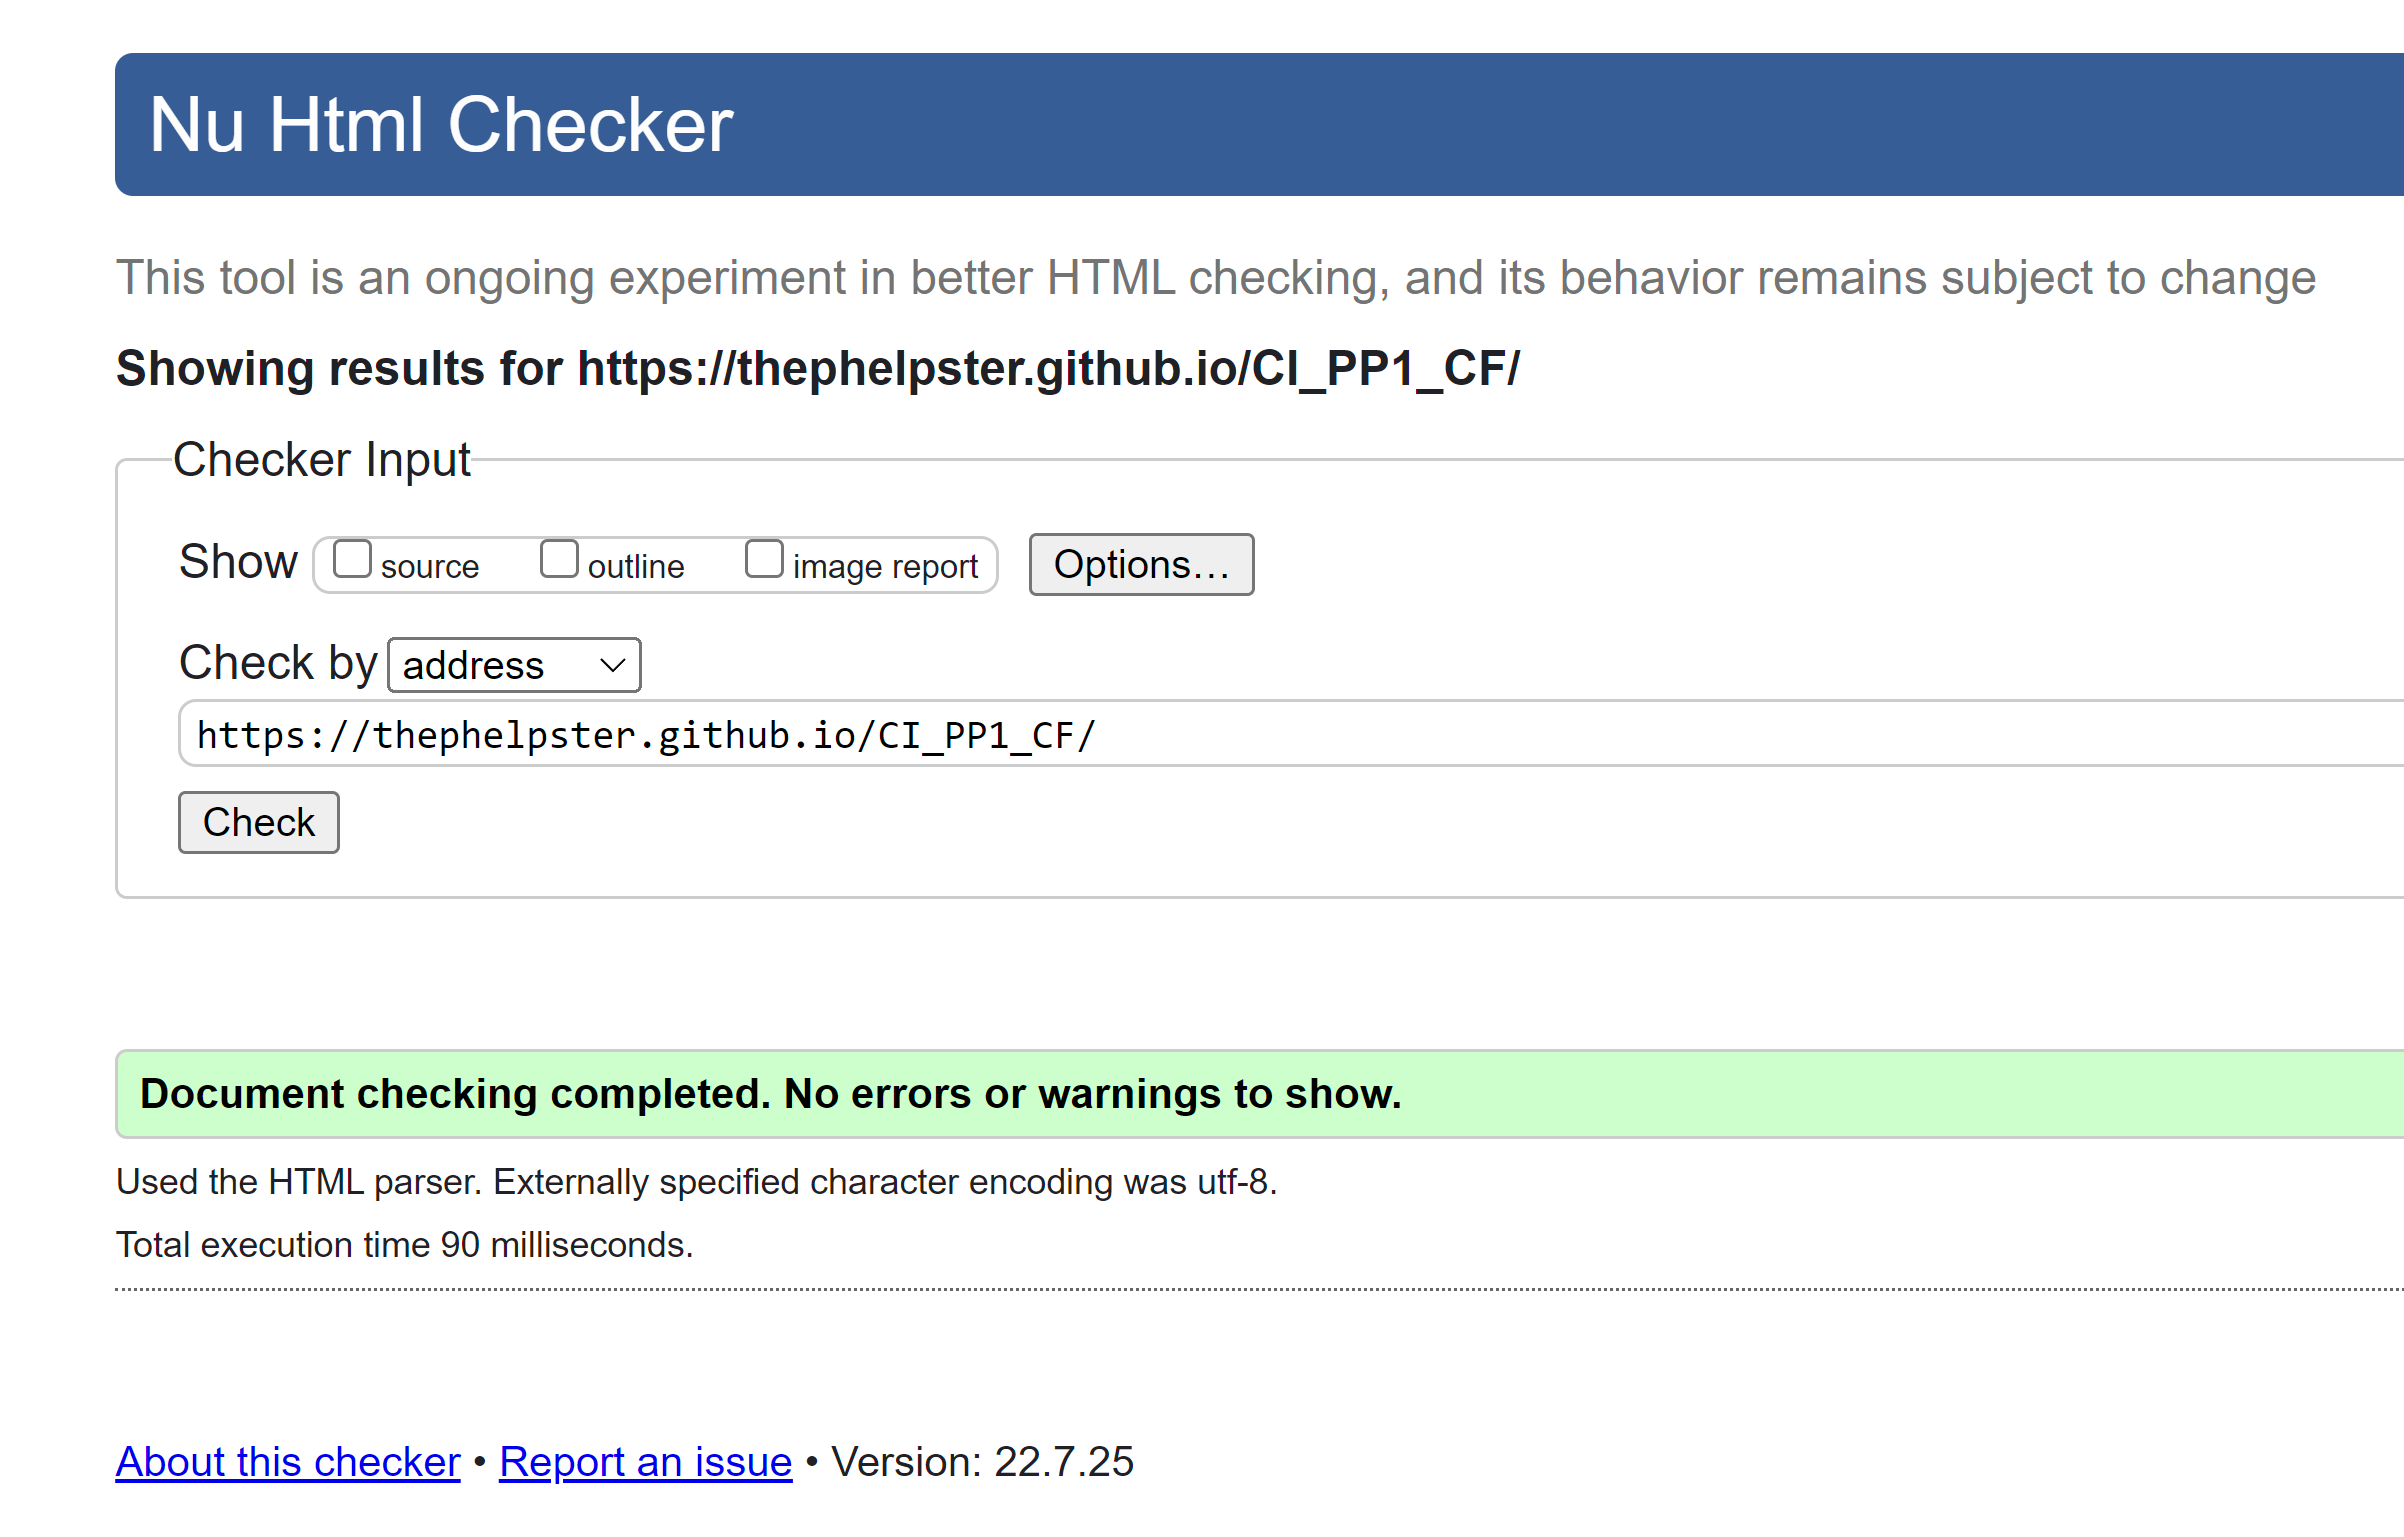 Nu Html Checker
This tool is an ongoing experiment in better HTML checking, and its behavior remains subject to change
Showing results for https://thephelpster.github.io/CI_PP1_CF/
Checker Input
Show source outline image report Options...
Check by address
https://thephelpster.github.io/CI_PP1_CF/
Check
Document checking completed. No errors or warnings to show.
Used the HTML parser. Externally specified character encoding was utf-8.
Total execution time 90 milliseconds.
About this checker • Report an issue • Version: 22.7.25